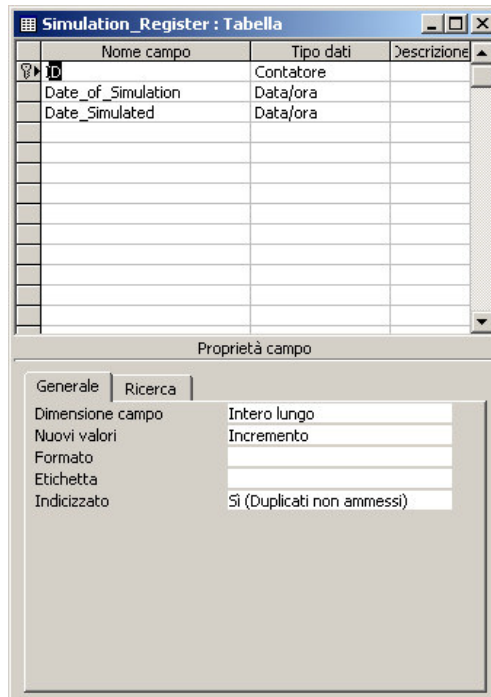 Simulation_Register : Tabella
Nome campo Tipo dati Descrizione
ID Contatore
Date_of_Simulation Data/ora
Date_Simulated Data/ora
Proprietà campo
Generale Ricerca
Dimensione campo Intero lungo
Nuovi valori Incremento
Formato
Etichetta
Indicizzato Sì (Duplicati non ammessi)